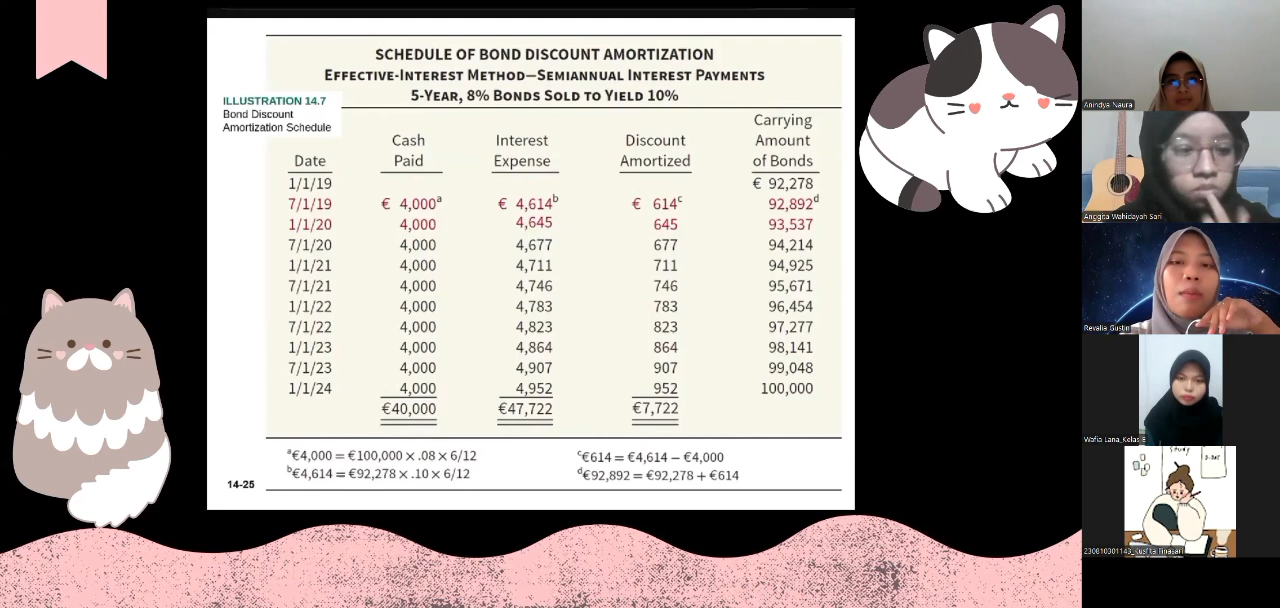 SCHEDULE OF BOND DISCOUNT AMORTIZATION
EFFECTIVE-INTEREST METHOD—SEMIANNUAL INTEREST PAYMENTS
5-YEAR, 8% BONDS SOLD TO YIELD 10%
ILLUSTRATION 14.7
Bond Discount
Amortization Schedule
Date Cash Paid Interest Expense Discount Amortized Carrying Amount of Bonds
1/1/19 € 92,278
7/1/19 € 4,000ᵃ € 4,614ᵇ € 614ᶜ 92,892ᵈ
1/1/20 4,000 4,645 645 93,537
7/1/20 4,000 4,677 677 94,214
1/1/21 4,000 4,711 711 94,925
7/1/21 4,000 4,746 746 95,671
1/1/22 4,000 4,783 783 96,454
7/1/22 4,000 4,823 823 97,277
1/1/23 4,000 4,864 864 98,141
7/1/23 4,000 4,907 907 99,048
1/1/24 4,000 4,952 952 100,000
€40,000 €47,722 €7,722
ᵃ€4,000 = €100,000 × .08 × 6/12
ᵇ€4,614 = €92,278 × .10 × 6/12
ᶜ€614 = €4,614 − €4,000
ᵈ€92,892 = €92,278 + €614
14-25
Anindya Naura
Anggita Wahidayoh Sari
Revalia Gustin
Wafia Lana_Kelas B
Study